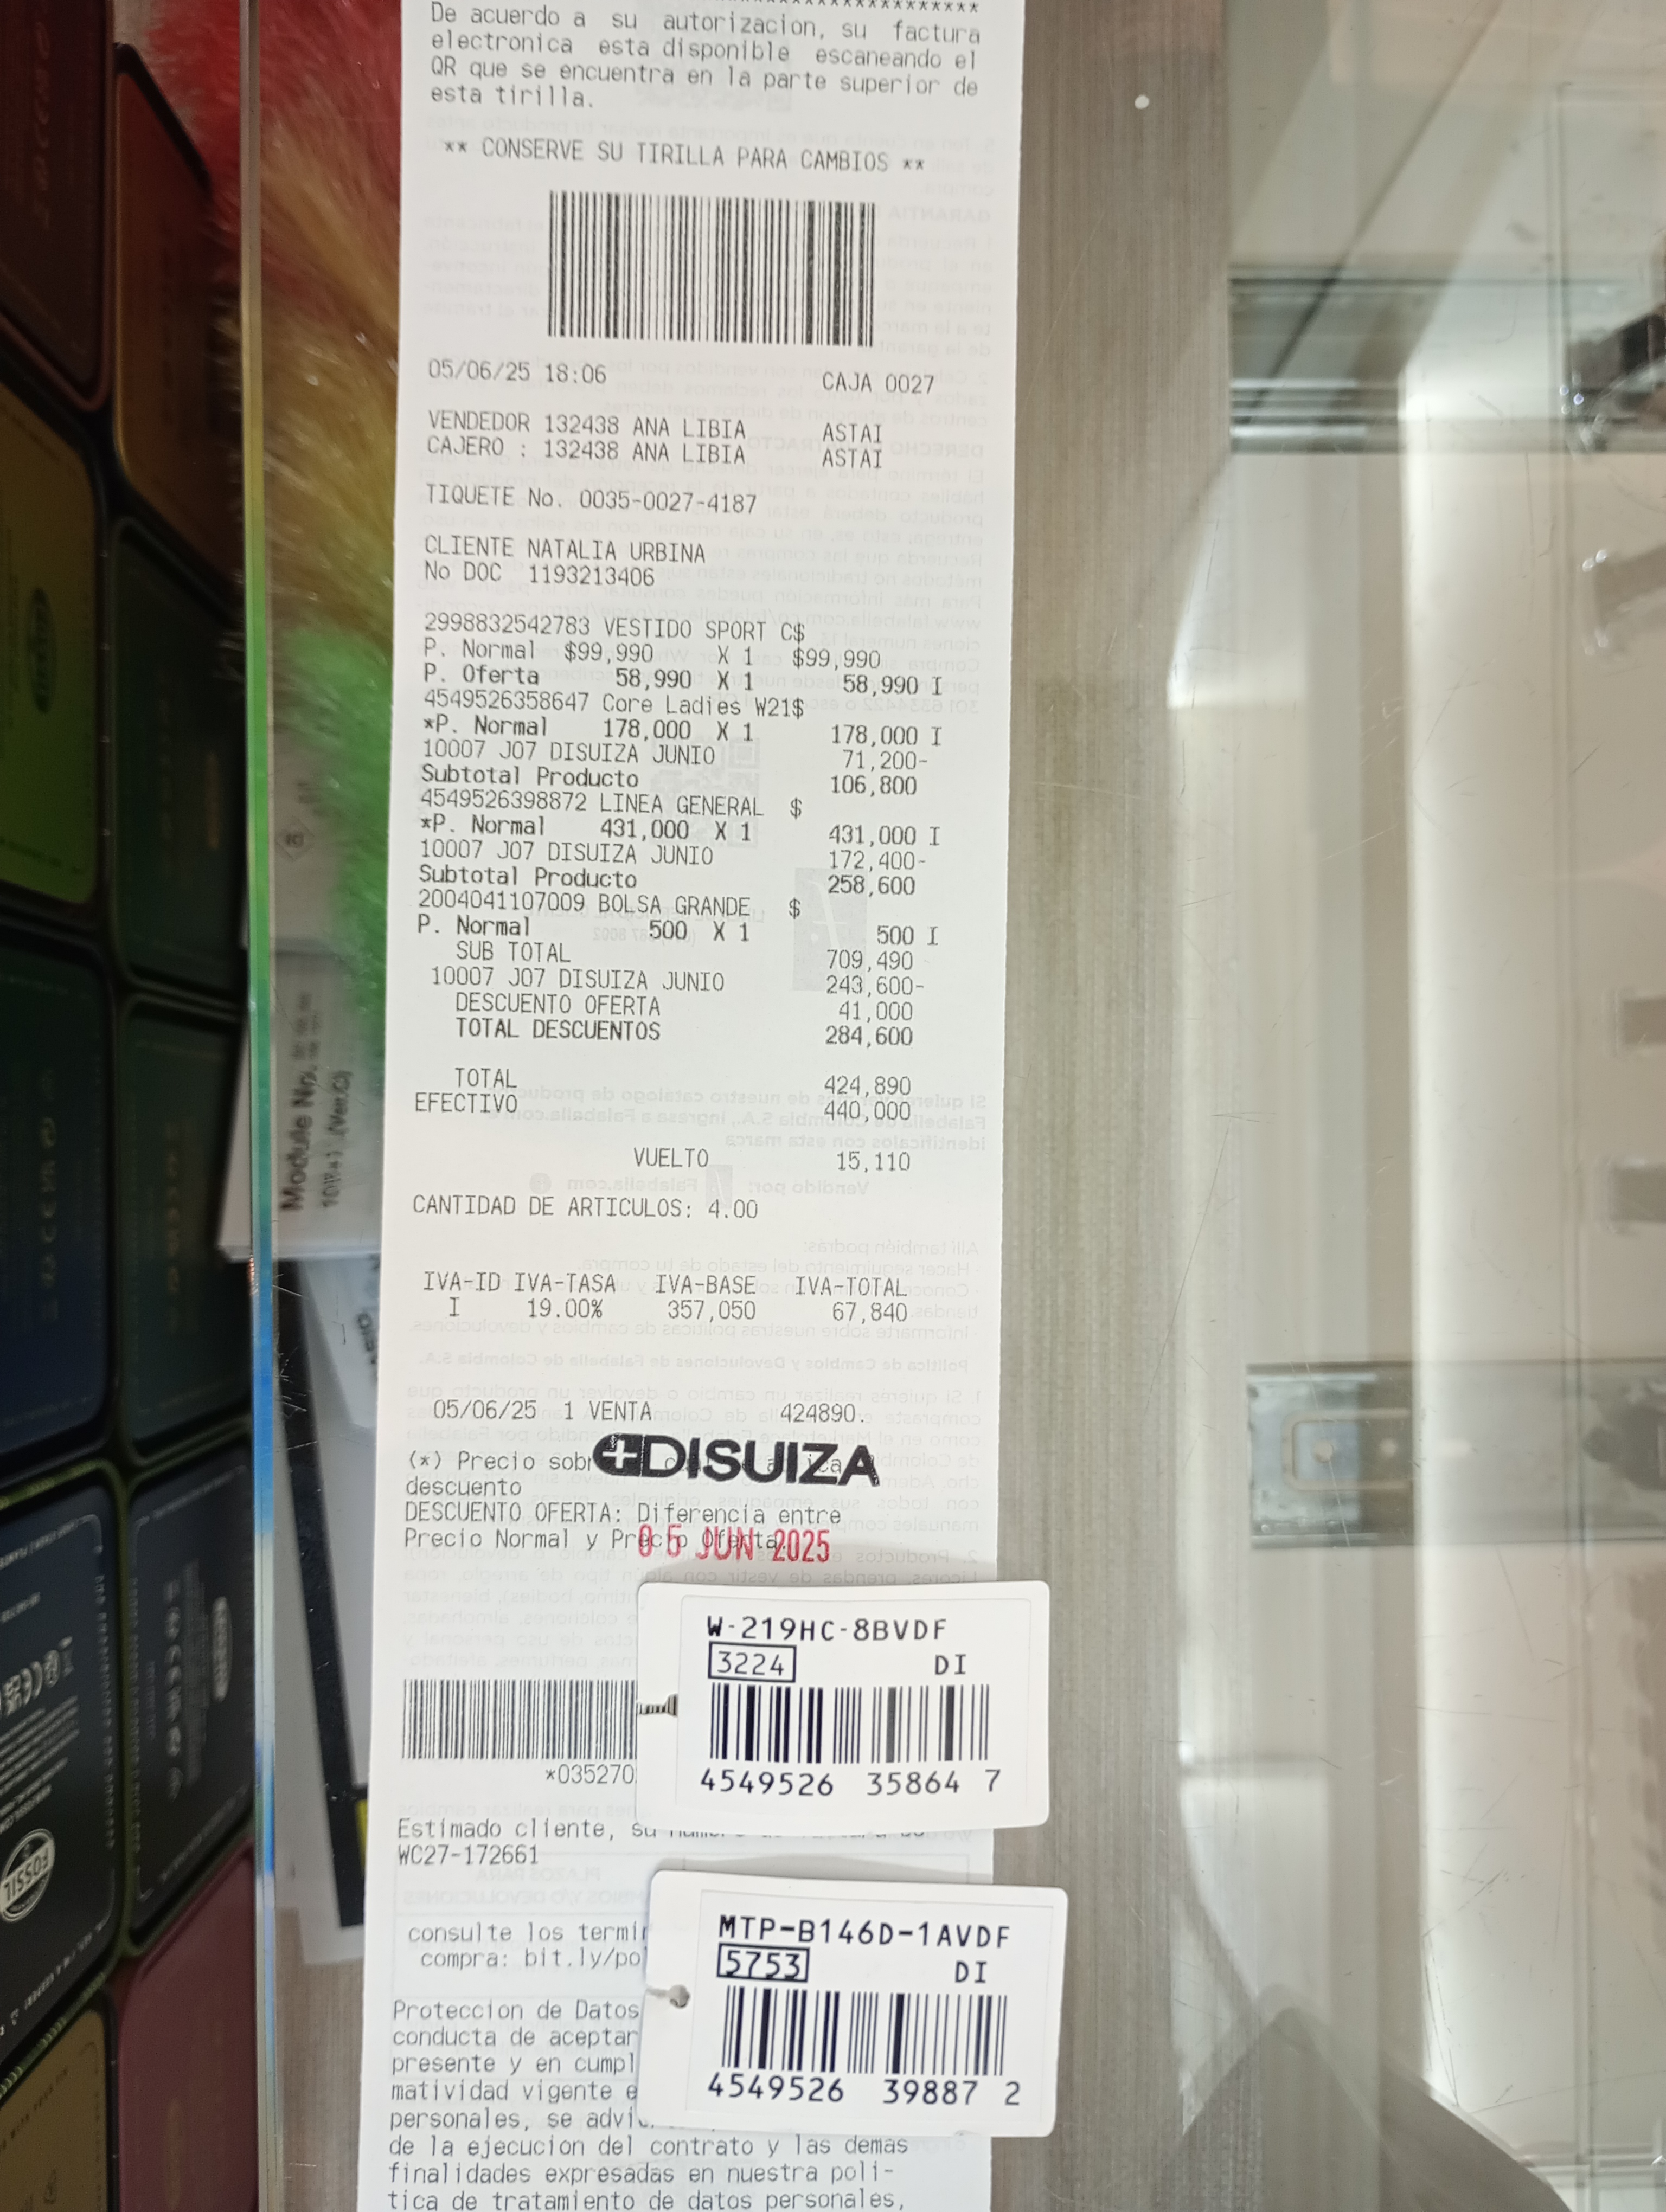 De acuerdo a su autorizacion, su factura
electronica esta disponible escaneando el
QR que se encuentra en la parte superior de
esta tirilla.
** CONSERVE SU TIRILLA PARA CAMBIOS **
05/06/25 18:06 CAJA 0027
VENDEDOR 132438 ANA LIBIA ASTAI
CAJERO : 132438 ANA LIBIA ASTAI
TIQUETE No. 0035-0027-4187
CLIENTE NATALIA URBINA
No DOC 1193213406
2998832542783 VESTIDO SPORT C$
P. Normal $99,990 X 1 $99,990
P. Oferta 58,990 X 1 58,990 I
4549526358647 Core Ladies W21$
*P. Normal 178,000 X 1 178,000 I
10007 J07 DISUIZA JUNIO 71,200-
Subtotal Producto 106,800
4549526398872 LINEA GENERAL $
*P. Normal 431,000 X 1 431,000 I
10007 J07 DISUIZA JUNIO 172,400-
Subtotal Producto 258,600
2004041107009 BOLSA GRANDE $
P. Normal 500 X 1 500 I
SUB TOTAL 709,490
10007 J07 DISUIZA JUNIO 243,600-
DESCUENTO OFERTA 41,000
TOTAL DESCUENTOS 284,600
TOTAL 424,890
EFECTIVO 440,000
VUELTO 15,110
CANTIDAD DE ARTICULOS: 4.00
IVA-ID IVA-TASA IVA-BASE IVA-TOTAL
I 19.00% 357,050 67,840
05/06/25 1 VENTA 424890.
(*) Precio
DISUIZA
descuento
DESCUENTO OFERTA: Diferencia entre
Precio Normal y Precio Oferta.
05 JUN 2025
W-219HC-8BVDF
3224 DI
4549526 35864 7
*035270
Estimado cliente, su
WC27-172661
MTP-B146D-1AVDF
5753 DI
4549526 39887 2
consulte los
compra: bit.ly/po
Proteccion de Datos
conducta de aceptar
presente y en
matividad vigente
personales, se
de la ejecucion del contrato y las demas
finalidades expresadas en nuestra poli-
tica de tratamiento de datos personales,
Module No.
FOSSIL